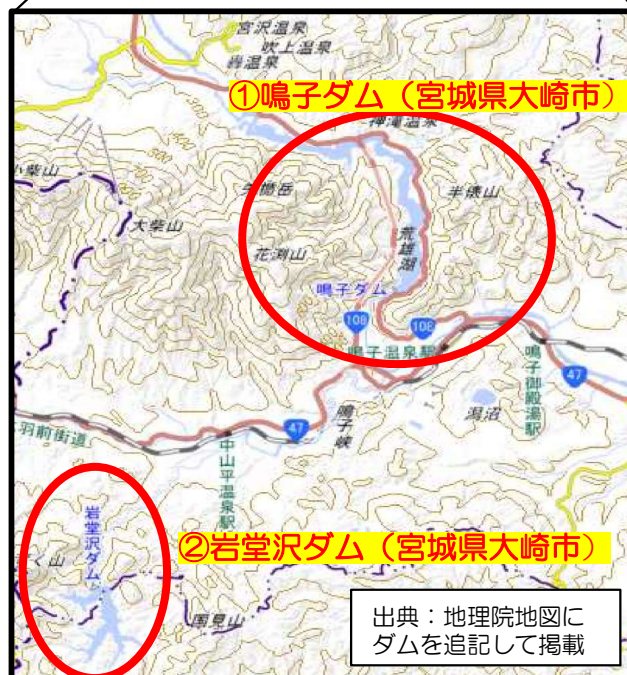 宮沢温泉
吹上温泉
轟温泉
①鳴子ダム（宮城県大崎市）
神滝温泉
小柴山
半俵山
大柴山
花渕山
荒雄湖
鳴子ダム
108
108
鳴子温泉駅
鳴子御殿湯駅
47
潟沼
鳴子峡
47
羽前街道
中山平温泉駅
岩堂沢ダム
②岩堂沢ダム（宮城県大崎市）
国見山
出典：地理院地図に
ダムを追記して掲載